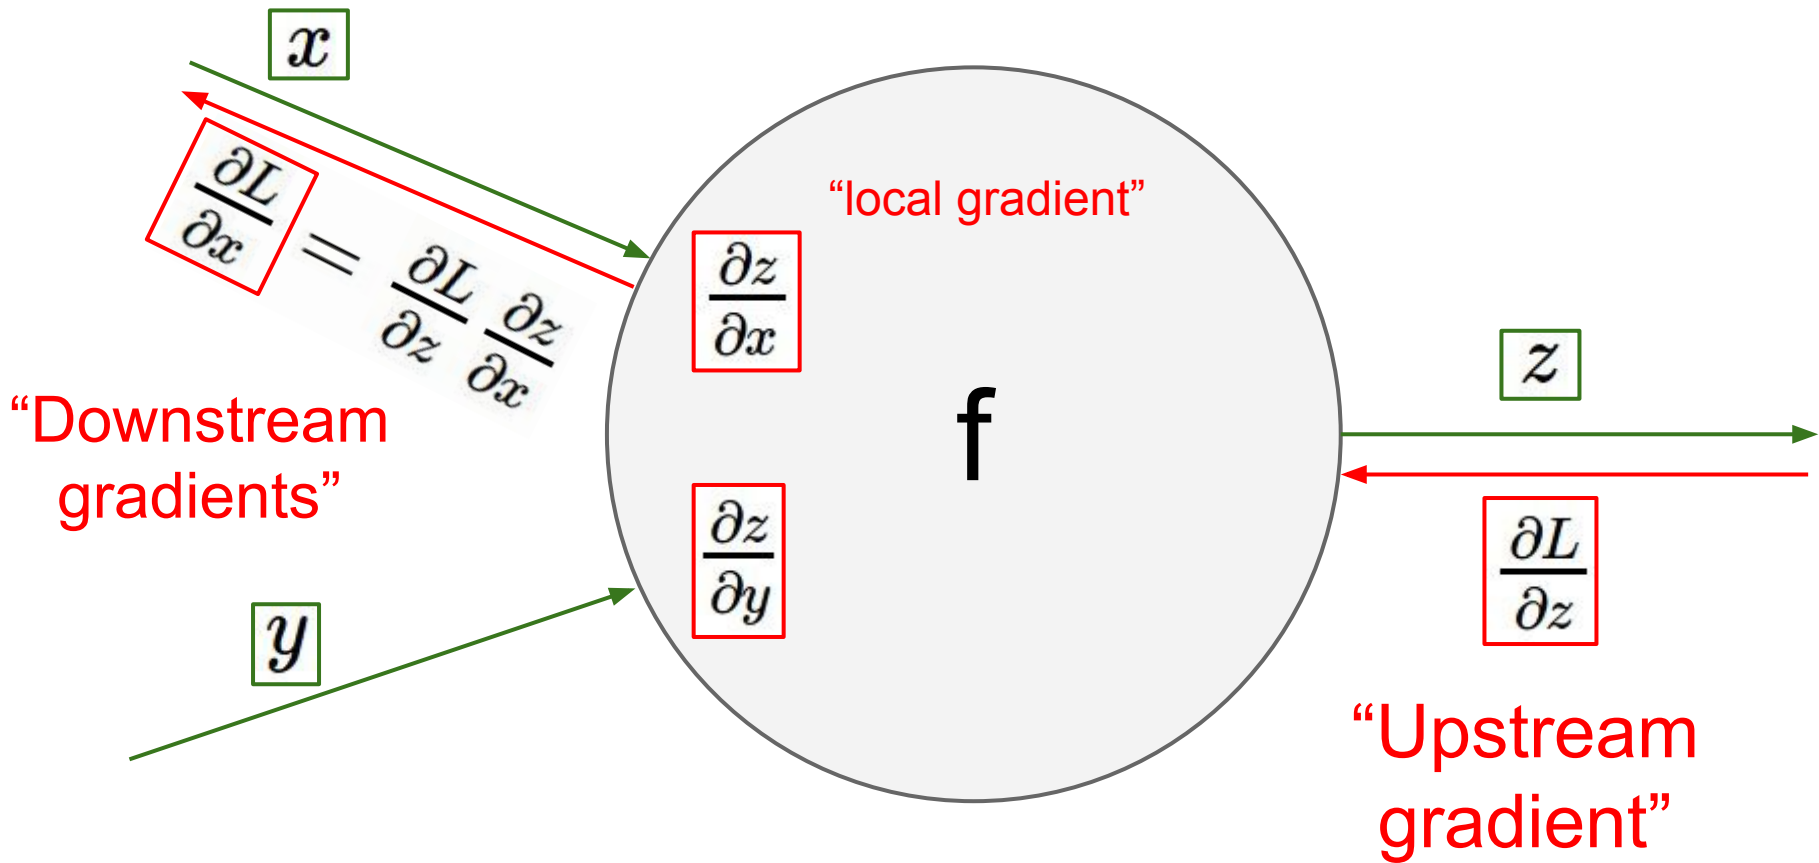 x
∂L/∂x = ∂L/∂z ∂z/∂x
“Downstream
gradients”
y
“local gradient”
∂z/∂x
f
∂z/∂y
z
∂L/∂z
“Upstream
gradient”